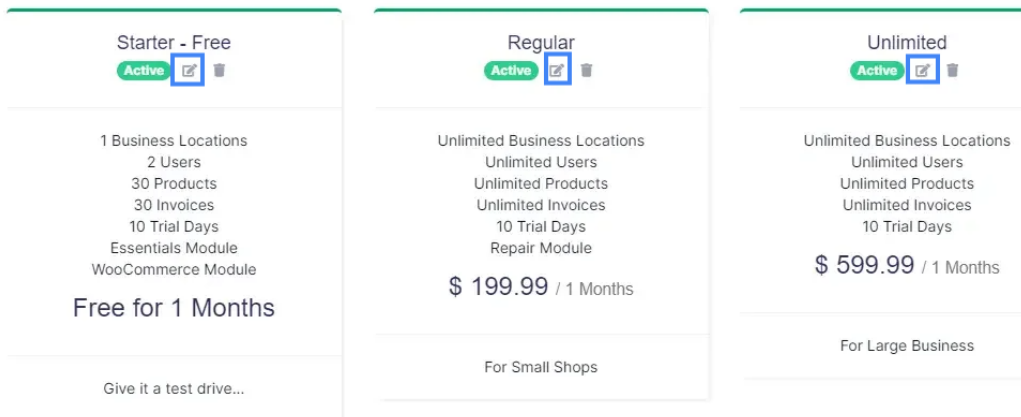 Starter - Free
Active
1 Business Locations
2 Users
30 Products
30 Invoices
10 Trial Days
Essentials Module
WooCommerce Module
Free for 1 Months
Give it a test drive...
Regular
Active
Unlimited Business Locations
Unlimited Users
Unlimited Products
Unlimited Invoices
10 Trial Days
Repair Module
$ 199.99 / 1 Months
For Small Shops
Unlimited
Active
Unlimited Business Locations
Unlimited Users
Unlimited Products
Unlimited Invoices
10 Trial Days
$ 599.99 / 1 Months
For Large Business